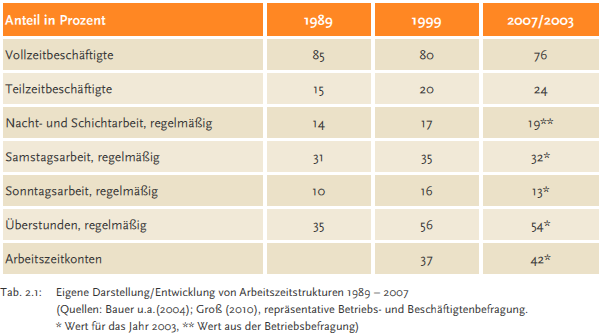 Anteil in Prozent 1989 1999 2007/2003
Vollzeitbeschäftigte 85 80 76
Teilzeitbeschäftigte 15 20 24
Nacht- und Schichtarbeit, regelmäßig 14 17 19**
Samstagsarbeit, regelmäßig 31 35 32*
Sonntagsarbeit, regelmäßig 10 16 13*
Überstunden, regelmäßig 35 56 54*
Arbeitszeitkonten 37 42*
Tab. 2.1: Eigene Darstellung/Entwicklung von Arbeitszeitstrukturen 1989 – 2007
(Quellen: Bauer u.a.(2004); Groß (2010), repräsentative Betriebs- und Beschäftigtenbefragung.
* Wert für das Jahr 2003, ** Wert aus der Betriebsbefragung)